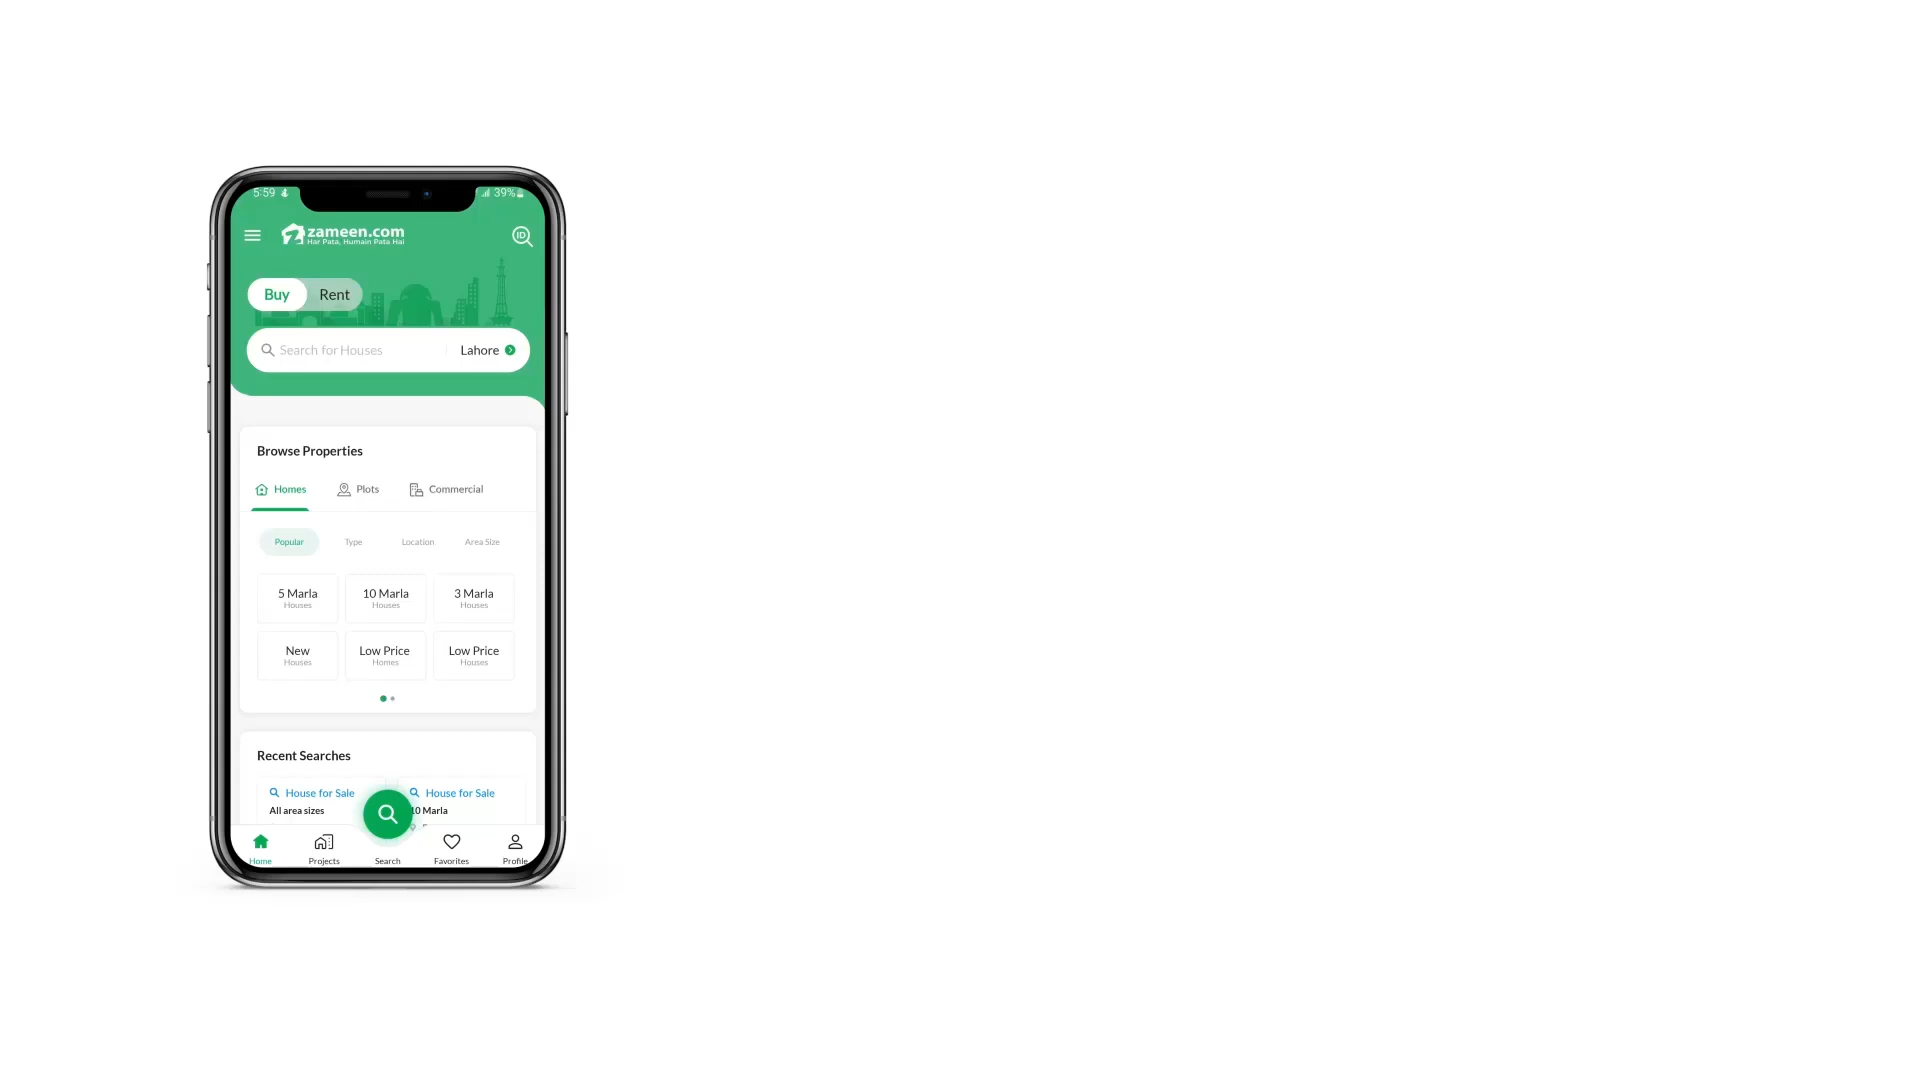 5:59
39%
zameen.com
Har Pata, Humain Pata Hai
ID
Buy Rent
Search for Houses Lahore
Browse Properties
Homes Plots Commercial
Popular Type Location Area Size
5 Marla 10 Marla 3 Marla
Houses Houses Houses
New Low Price Low Price
Houses Homes Houses
Recent Searches
House for Sale House for Sale
All area sizes 10 Marla
Home Projects Search Favorites Profile